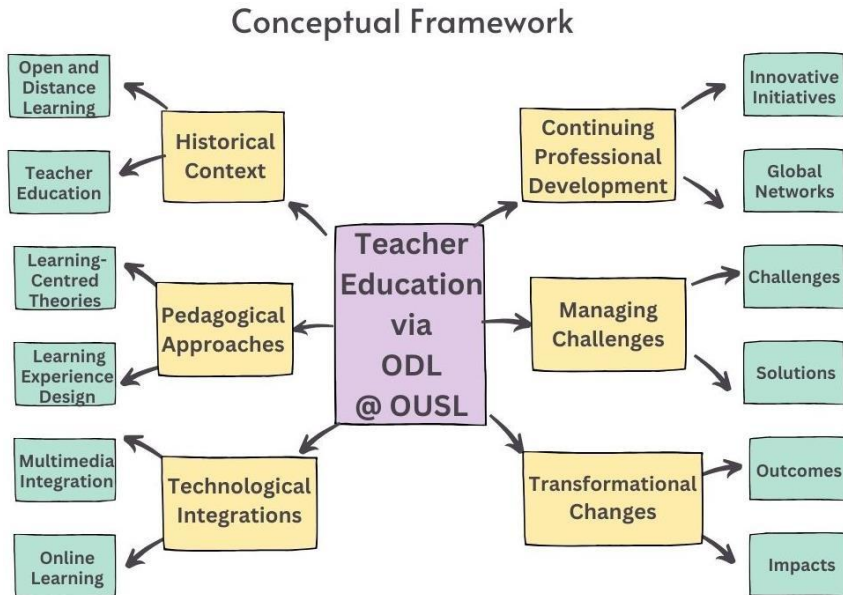 Conceptual Framework
Open and
Distance
Learning
Teacher
Education
Historical
Context
Learning-
Centred
Theories
Learning
Experience
Design
Pedagogical
Approaches
Multimedia
Integration
Online
Learning
Technological
Integrations
Teacher
Education
via
ODL
@ OUSL
Continuing
Professional
Development
Innovative
Initiatives
Global
Networks
Managing
Challenges
Challenges
Solutions
Transformational
Changes
Outcomes
Impacts